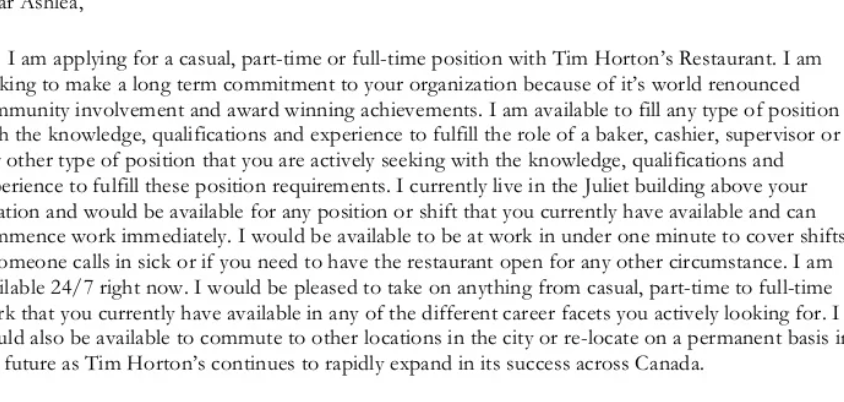 ar Ashlea,
I am applying for a casual, part-time or full-time position with Tim Horton’s Restaurant. I am
king to make a long term commitment to your organization because of it’s world renounced
mmunity involvement and award winning achievements. I am available to fill any type of position
h the knowledge, qualifications and experience to fulfill the role of a baker, cashier, supervisor or
other type of position that you are actively seeking with the knowledge, qualifications and
erience to fulfill these position requirements. I currently live in the Juliet building above your
ation and would be available for any position or shift that you currently have available and can
mmence work immediately. I would be available to be at work in under one minute to cover shifts
omeone calls in sick or if you need to have the restaurant open for any other circumstance. I am
ilable 24/7 right now. I would be pleased to take on anything from casual, part-time to full-time
rk that you currently have available in any of the different career facets you actively looking for. I
uld also be available to commute to other locations in the city or re-locate on a permanent basis in
future as Tim Horton’s continues to rapidly expand in its success across Canada.